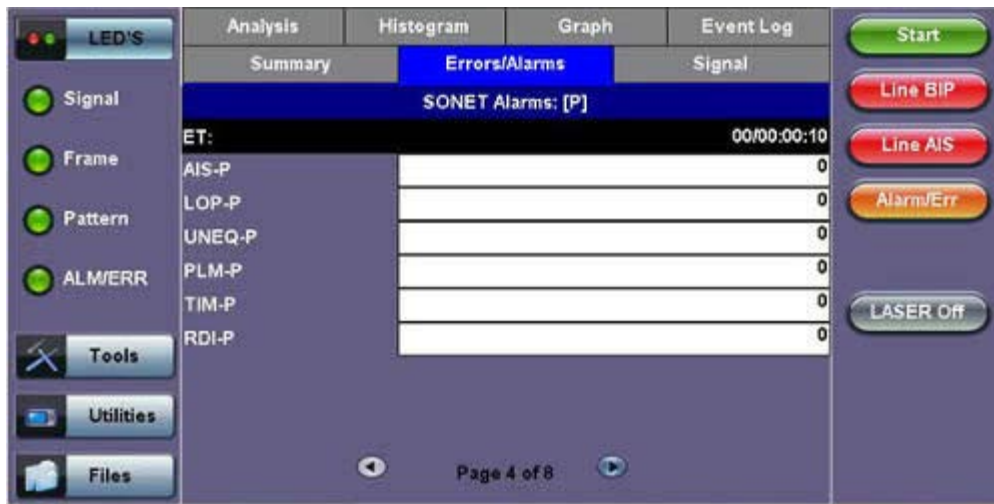 LED'S
Signal
Frame
Pattern
ALM/ERR
Tools
Utilities
Files
Analysis Histogram Graph Event Log
Summary Errors/Alarms Signal
SONET Alarms: [P]
ET: 00/00:00:10
AIS-P 0
LOP-P 0
UNEQ-P 0
PLM-P 0
TIM-P 0
RDI-P 0
Page 4 of 8
Start
Line BIP
Line AIS
Alarm/Err
LASER Off